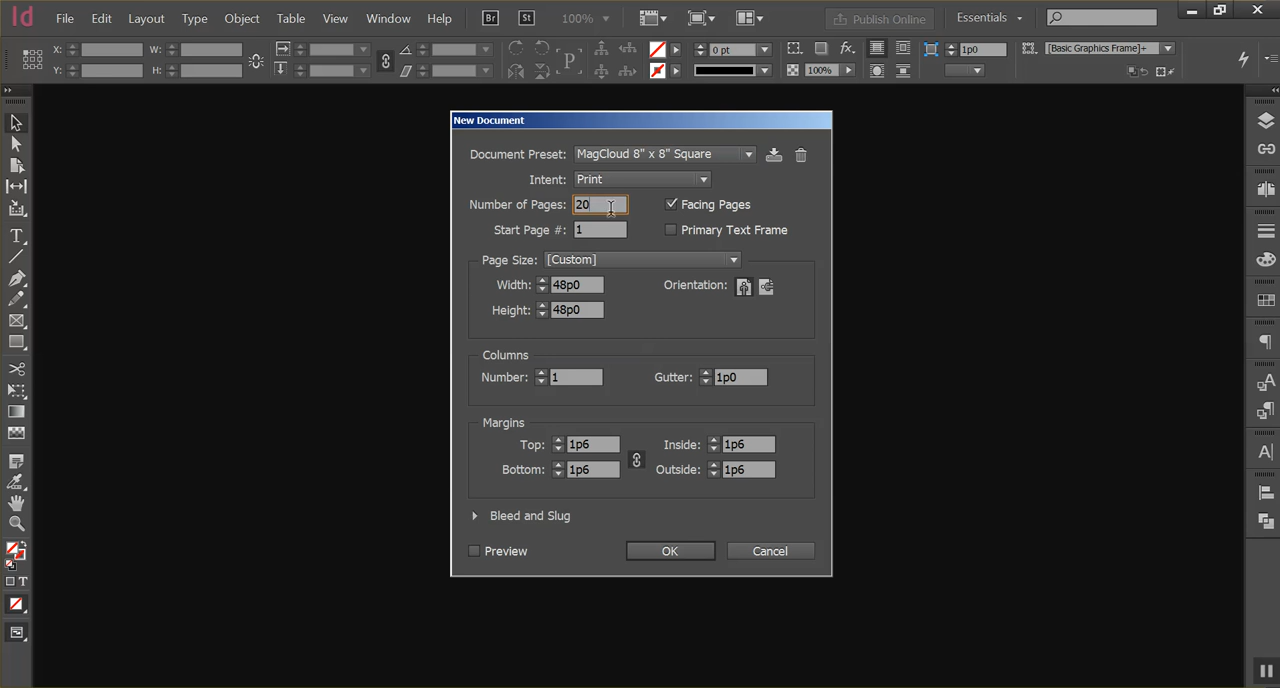 Id File Edit Layout Type Object Table View Window Help Br St 100% Publish Online Essentials
X: W: P 0 pt fx. 1p0 [Basic Graphics Frame]+
Y: H: 100%
New Document
Document Preset: MagCloud 8" x 8" Square
Intent: Print
Number of Pages: 20 Facing Pages
Start Page #: 1 Primary Text Frame
Page Size: [Custom]
Width: 48p0 Orientation:
Height: 48p0
Columns
Number: 1 Gutter: 1p0
Margins
Top: 1p6 Inside: 1p6
Bottom: 1p6 Outside: 1p6
Bleed and Slug
Preview OK Cancel